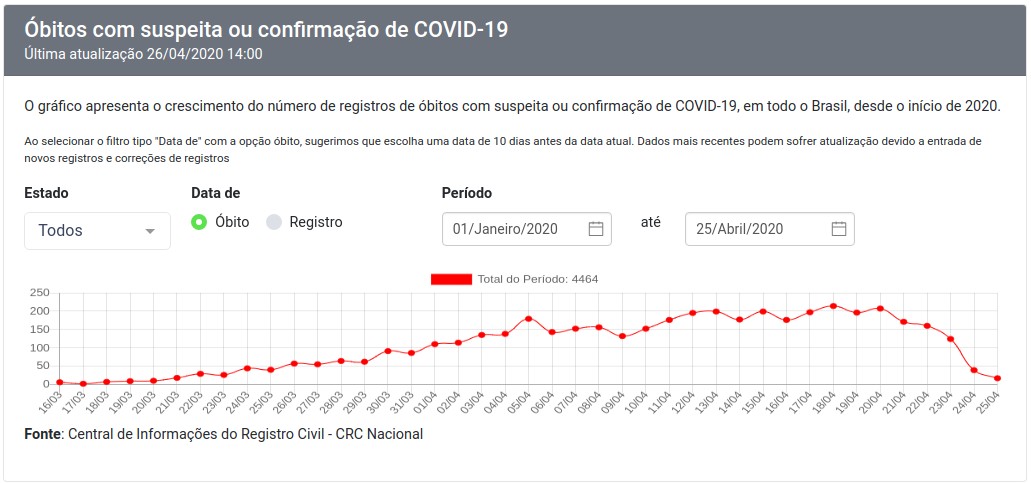 Óbitos com suspeita ou confirmação de COVID-19
Última atualização 26/04/2020 14:00
O gráfico apresenta o crescimento do número de registros de óbitos com suspeita ou confirmação de COVID-19, em todo o Brasil, desde o início de 2020.
Ao selecionar o filtro tipo "Data de" com a opção óbito, sugerimos que escolha uma data de 10 dias antes da data atual. Dados mais recentes podem sofrer atualização devido a entrada de
novos registros e correções de registros
Estado Data de Período
Todos Óbito Registro 01/Janeiro/2020 até 25/Abril/2020
Total do Período: 4464
250
200
150
100
50
0
16/03 17/03 18/03 19/03 20/03 21/03 22/03 23/03 24/03 25/03 26/03 27/03 28/03 29/03 30/03 31/03 01/04 02/04 03/04 04/04 05/04 06/04 07/04 08/04 09/04 10/04 11/04 12/04 13/04 14/04 15/04 16/04 17/04 18/04 19/04 20/04 21/04 22/04 23/04 24/04 25/04
Fonte: Central de Informações do Registro Civil - CRC Nacional